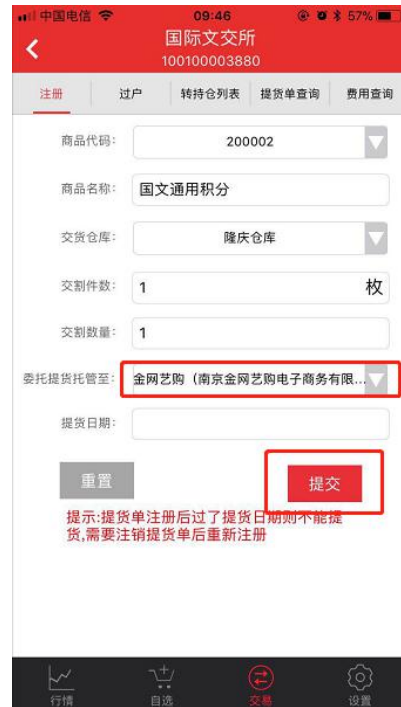 中国电信 09:46 57%
国际文交所
100100003880
注册 过户 转持仓列表 提货单查询 费用查询
商品代码: 200002
商品名称: 国文通用积分
交货仓库: 隆庆仓库
交割件数: 1 枚
交割数量: 1
委托提货托管至: 金网艺购（南京金网艺购电子商务有限...
提货日期:
重置 提交
提示:提货单注册后过了提货日期则不能提
货,需要注销提货单后重新注册
行情 自选 交易 设置